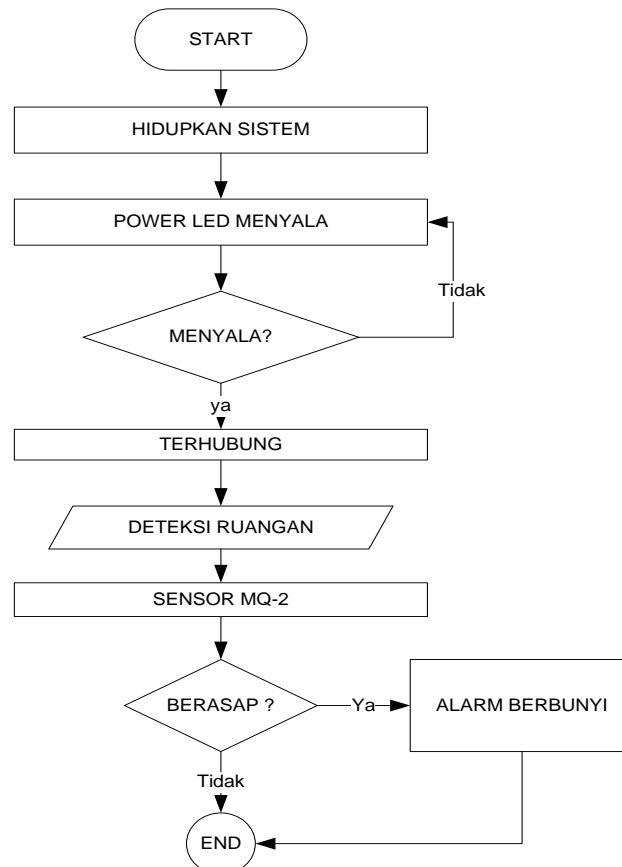 START
HIDUPKAN SISTEM
POWER LED MENYALA
Tidak
MENYALA?
ya
TERHUBUNG
DETEKSI RUANGAN
SENSOR MQ-2
BERASAP ?
Ya
ALARM BERBUNYI
Tidak
END